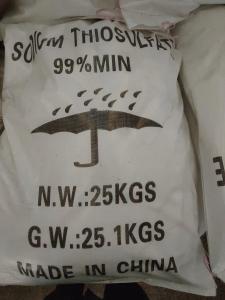 SODIUM THIOSULFATE
99%MIN
N.W.:25KGS
G.W.:25.1KGS
MADE IN CHINA